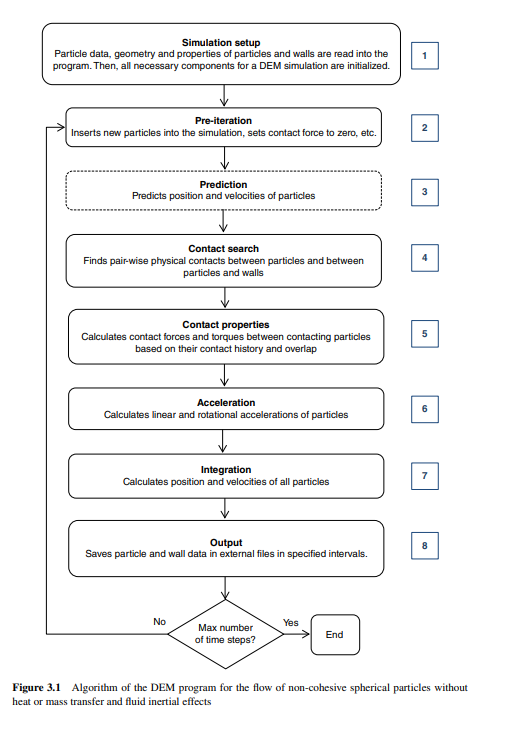 Simulation setup
Particle data, geometry and properties of particles and walls are read into the
program. Then, all necessary components for a DEM simulation are initialized.
1
Pre-iteration
Inserts new particles into the simulation, sets contact force to zero, etc.
2
Prediction
Predicts position and velocities of particles
3
Contact search
Finds pair-wise physical contacts between particles and between
particles and walls
4
Contact properties
Calculates contact forces and torques between contacting particles
based on their contact history and overlap
5
Acceleration
Calculates linear and rotational accelerations of particles
6
Integration
Calculates position and velocities of all particles
7
Output
Saves particle and wall data in external files in specified intervals.
8
No
Max number
of time steps?
Yes
End
Figure 3.1 Algorithm of the DEM program for the flow of non-cohesive spherical particles without
heat or mass transfer and fluid inertial effects